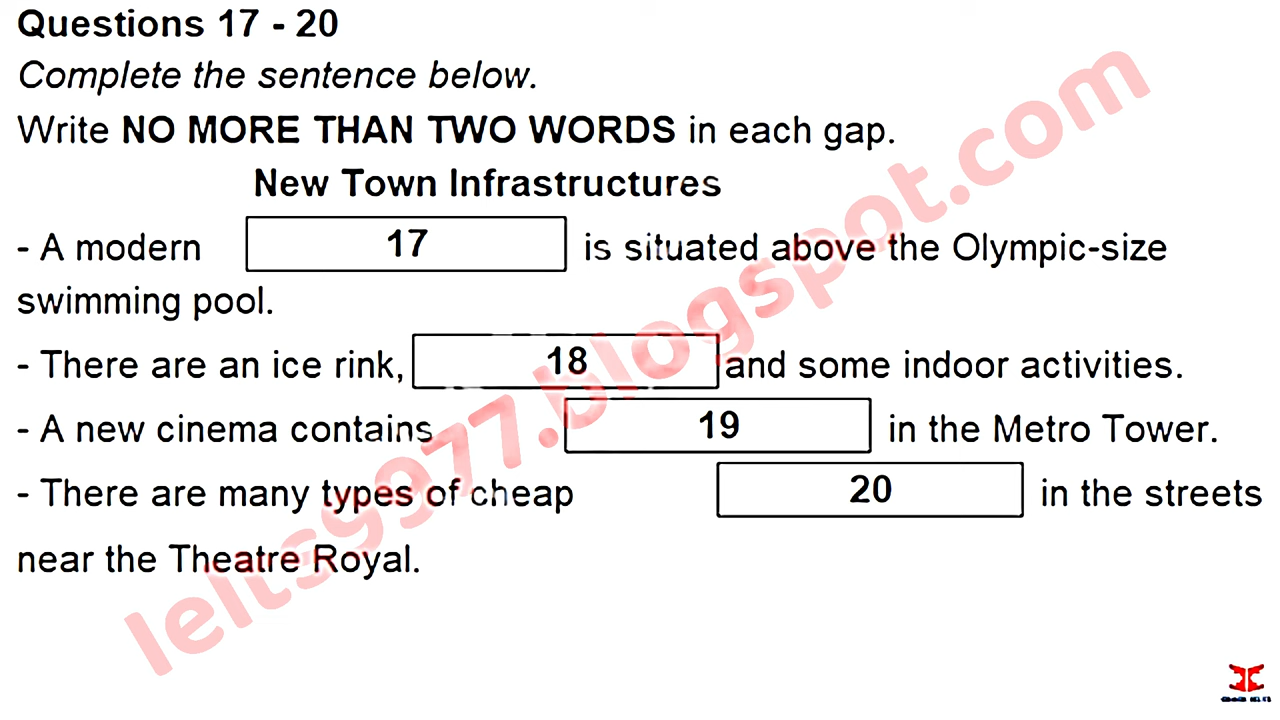 Questions 17 - 20
Complete the sentence below.
Write NO MORE THAN TWO WORDS in each gap.
New Town Infrastructures
- A modern 17 is situated above the Olympic-size
swimming pool.
- There are an ice rink, 18 and some indoor activities.
- A new cinema contains 19 in the Metro Tower.
- There are many types of cheap 20 in the streets
near the Theatre Royal.
Ielts9977.blogspot.com